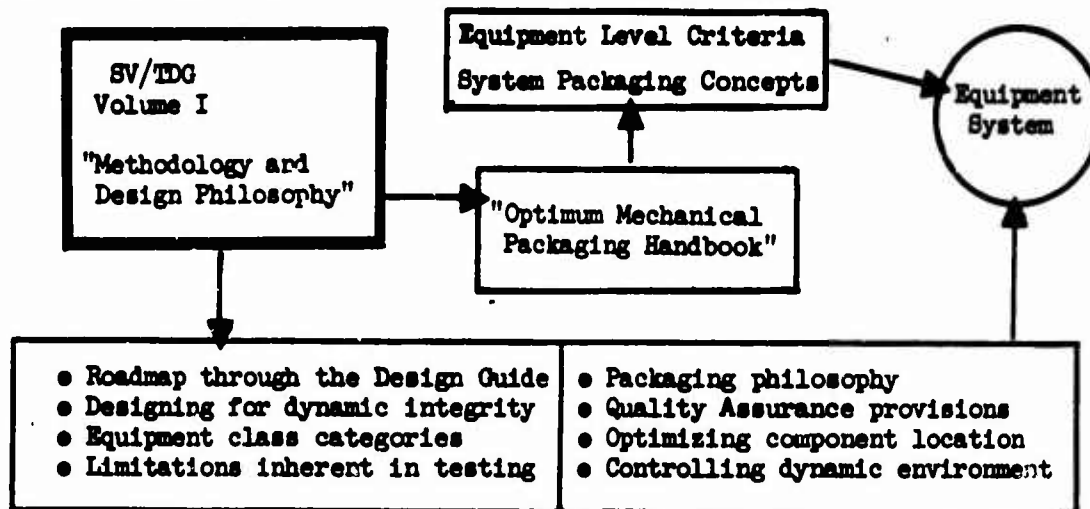 SV/TDG
Volume I
"Methodology and
Design Philosophy"
Equipment Level Criteria
System Packaging Concepts
Equipment
System
"Optimum Mechanical
Packaging Handbook"
• Roadmap through the Design Guide
• Designing for dynamic integrity
• Equipment class categories
• Limitations inherent in testing
• Packaging philosophy
• Quality Assurance provisions
• Optimizing component location
• Controlling dynamic environment